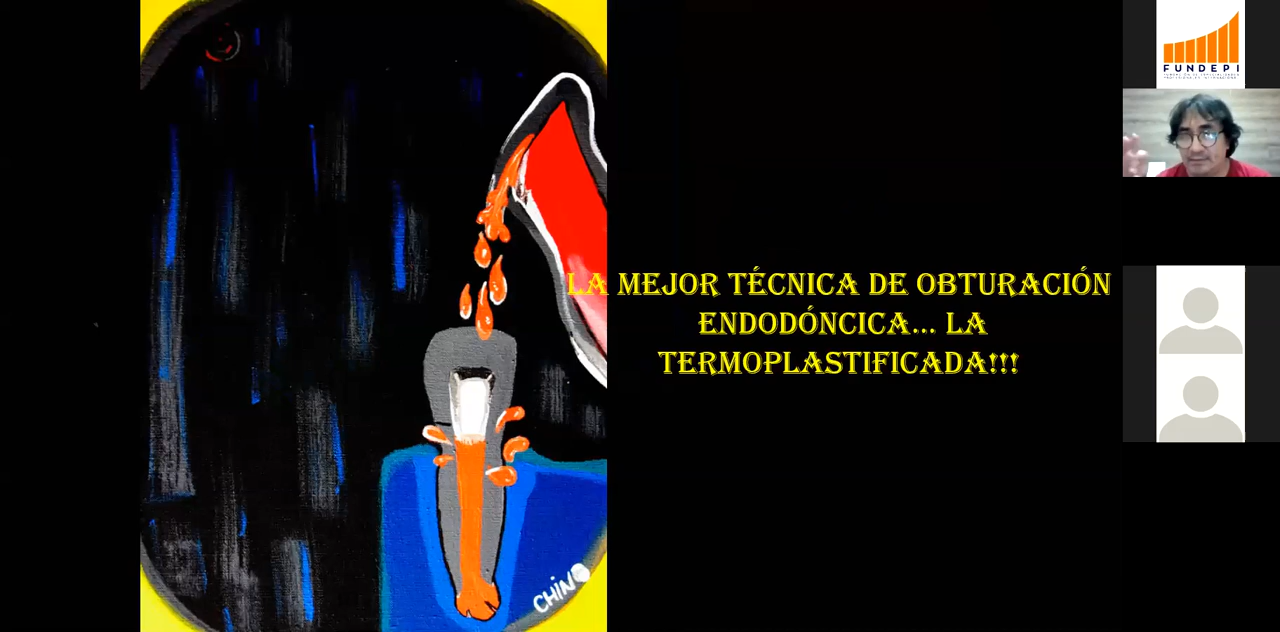 LA MEJOR TÉCNICA DE OBTURACIÓN
ENDODÓNCICA... LA
TERMOPLASTIFICADA!!!
CHINO
FUNDEPI